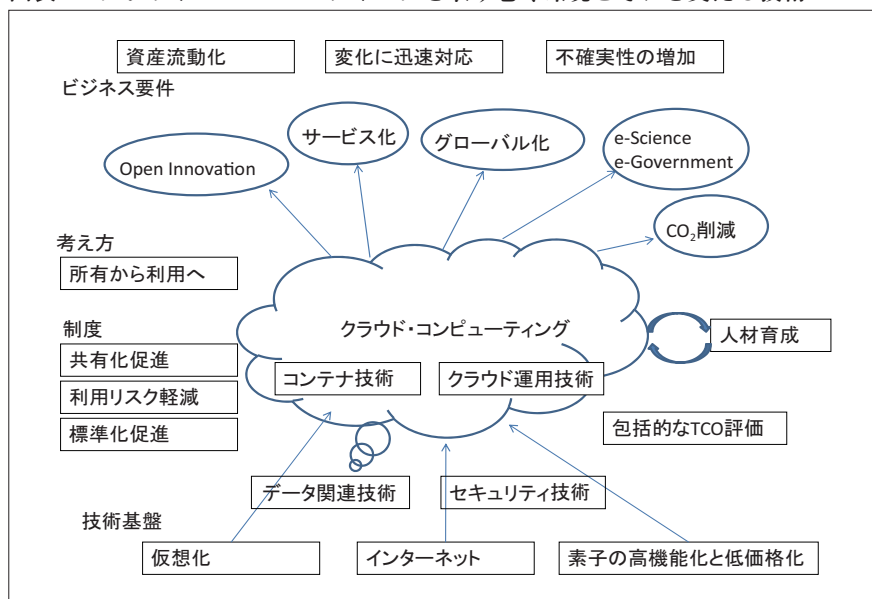 資産流動化
変化に迅速対応
不確実性の増加
ビジネス要件
Open Innovation
サービス化
グローバル化
e-Science
e-Government
CO₂削減
考え方
所有から利用へ
制度
共有化促進
利用リスク軽減
標準化促進
クラウド・コンピューティング
コンテナ技術
クラウド運用技術
人材育成
包括的なTCO評価
データ関連技術
セキュリティ技術
技術基盤
仮想化
インターネット
素子の高機能化と低価格化